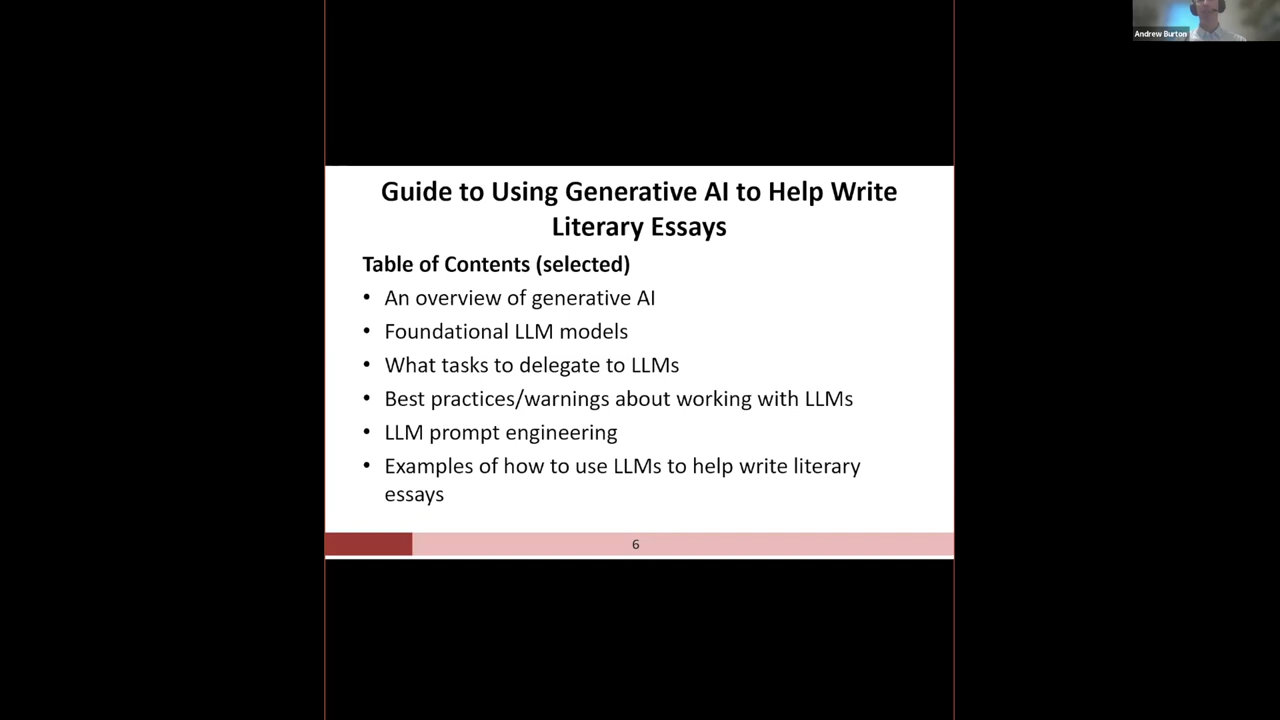 Andrew Burton
Guide to Using Generative AI to Help Write
Literary Essays
Table of Contents (selected)
• An overview of generative AI
• Foundational LLM models
• What tasks to delegate to LLMs
• Best practices/warnings about working with LLMs
• LLM prompt engineering
• Examples of how to use LLMs to help write literary
essays
6